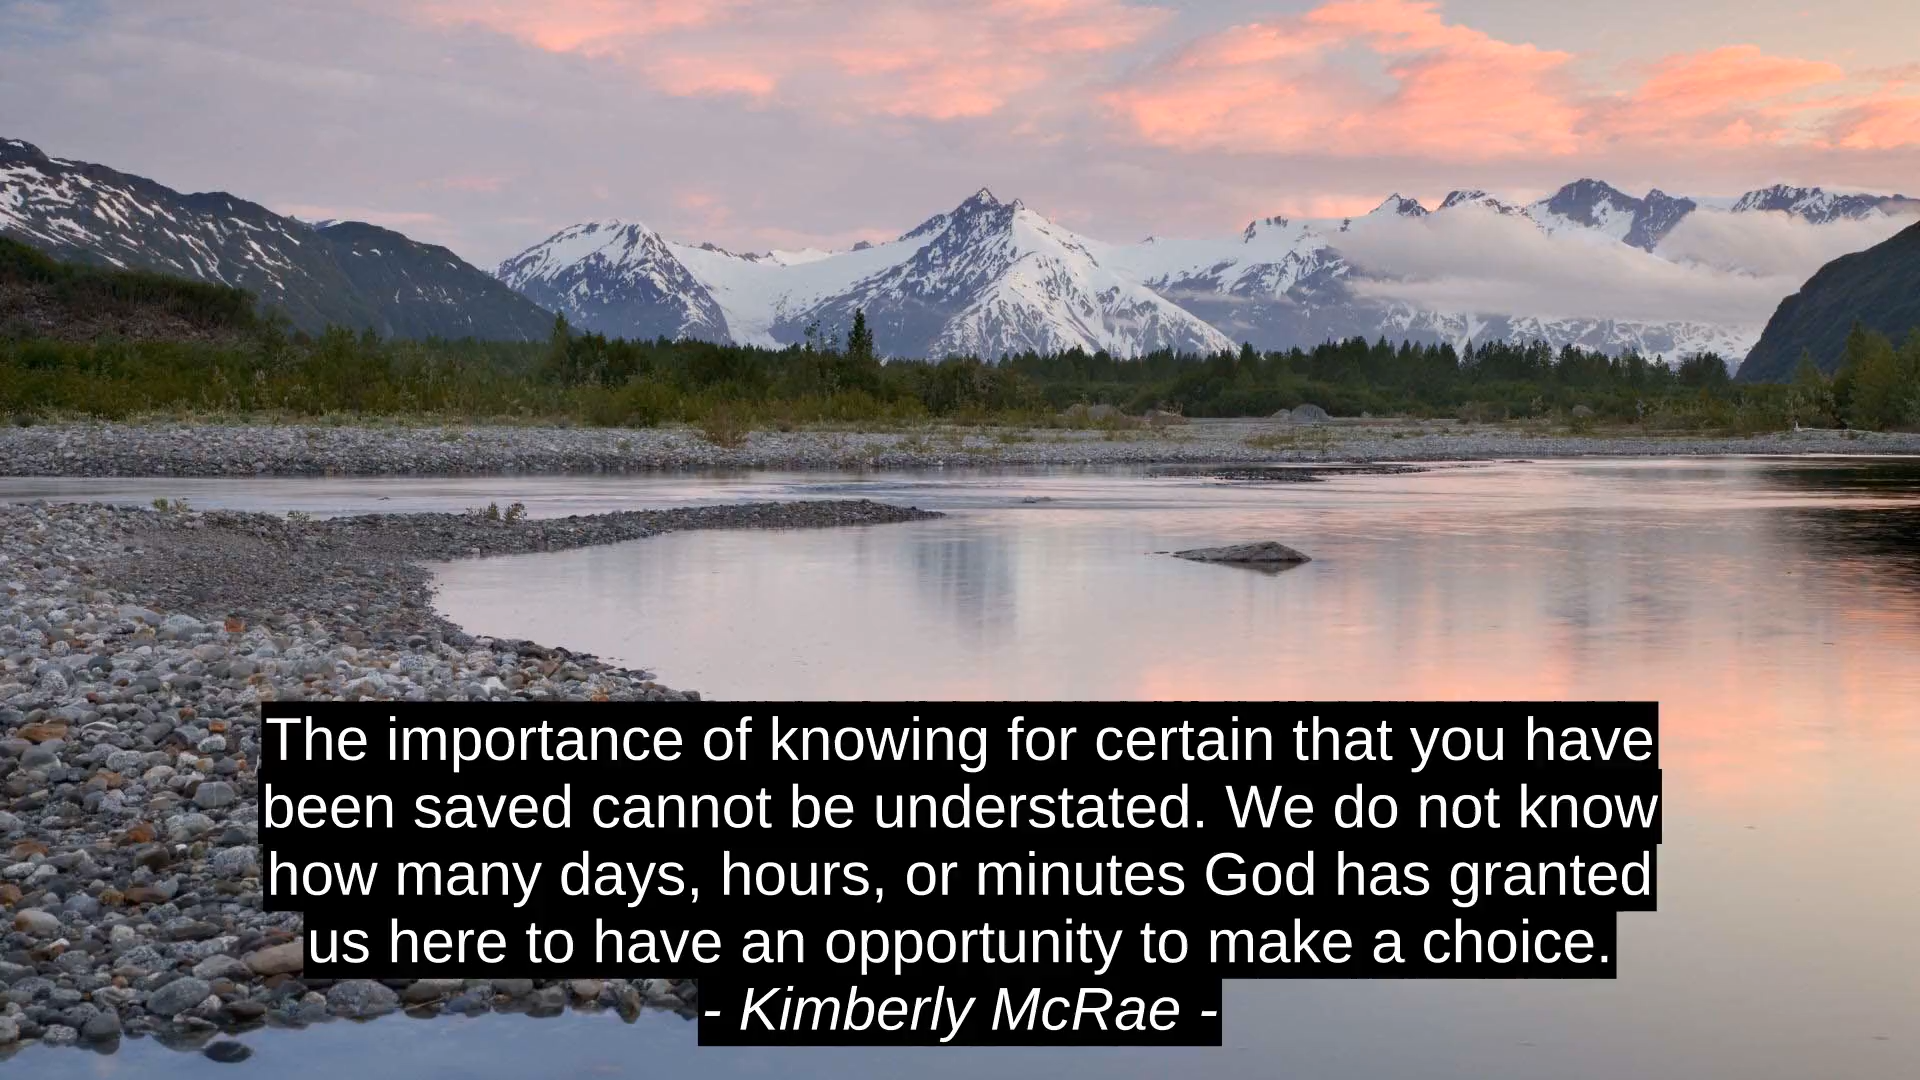 The importance of knowing for certain that you have
been saved cannot be understated. We do not know
how many days, hours, or minutes God has granted
us here to have an opportunity to make a choice.
- Kimberly McRae -